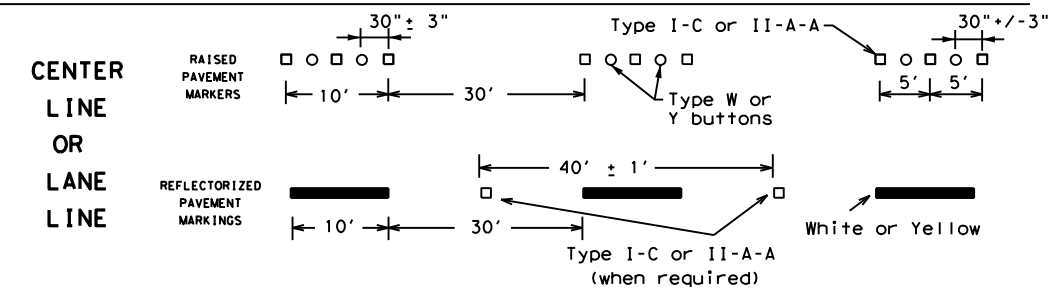 CENTER
LINE
OR
LANE
LINE
RAISED
PAVEMENT
MARKERS
30"± 3"
10'
30'
Type I-C or II-A-A
Type W or
Y buttons
30"+/-3"
5'
5'
REFLECTORIZED
PAVEMENT
MARKINGS
40' ± 1'
10'
30'
Type I-C or II-A-A
(when required)
White or Yellow